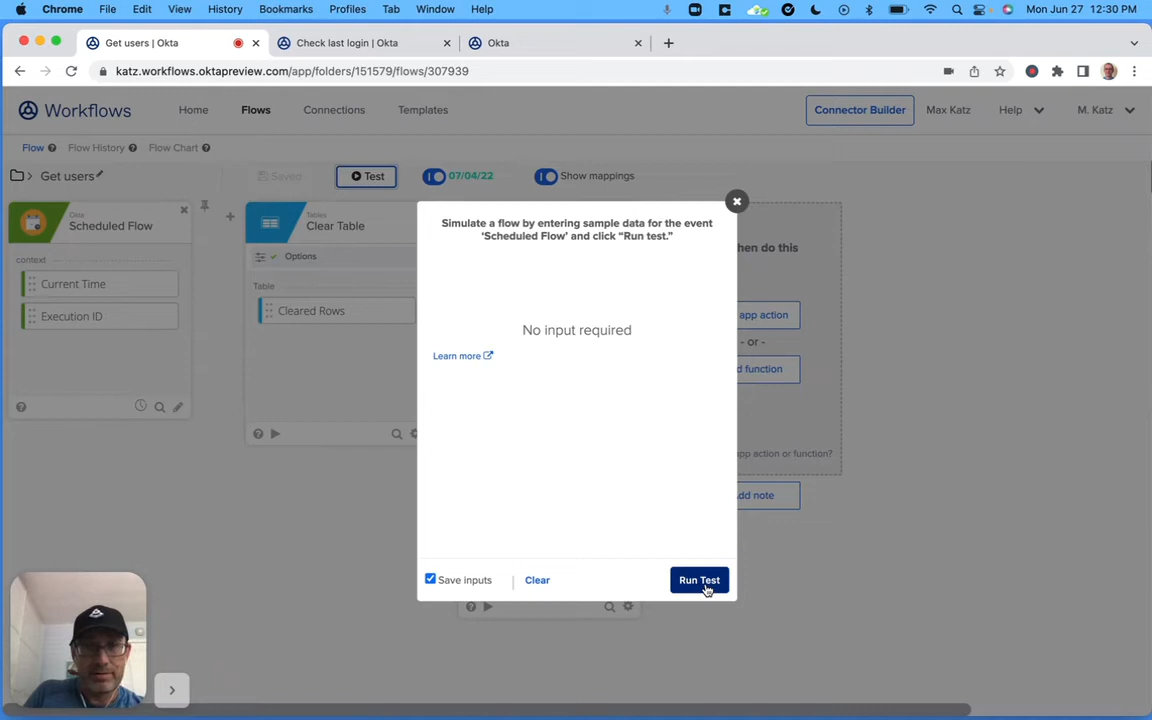 Chrome File Edit View History Bookmarks Profiles Tab Window Help Mon Jun 27 12:30 PM
Get users | Okta Check last login | Okta Okta
katz.workflows.oktapreview.com/app/folders/151579/flows/307939
Workflows Home Flows Connections Templates Connector Builder Max Katz Help M. Katz
Flow Flow History Flow Chart
Get users Saved Test 07/04/22 Show mappings
Okta
Scheduled Flow
context
Current Time
Execution ID
Tables
Clear Table
Options
Table
Cleared Rows
Simulate a flow by entering sample data for the event
‘Scheduled Flow’ and click “Run test.”
No input required
Learn more
Save inputs Clear Run Test
hen do this
app action
- or -
d function
app action or function?
dd note